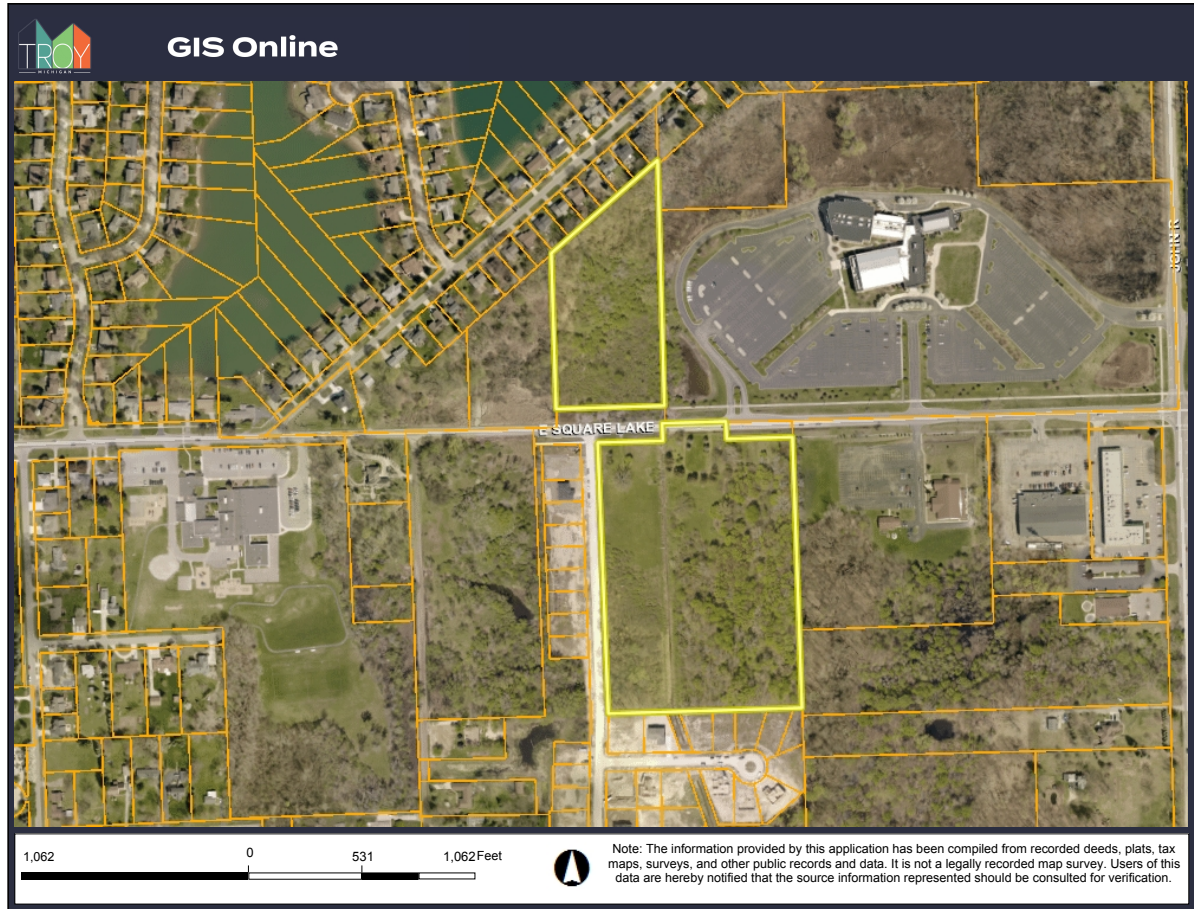 TROY
MICHIGAN
GIS Online
JOHN R
E SQUARE LAKE
1,062 0 531 1,062 Feet
Note: The information provided by this application has been compiled from recorded deeds, plats, tax
maps, surveys, and other public records and data. It is not a legally recorded map survey. Users of this
data are hereby notified that the source information represented should be consulted for verification.